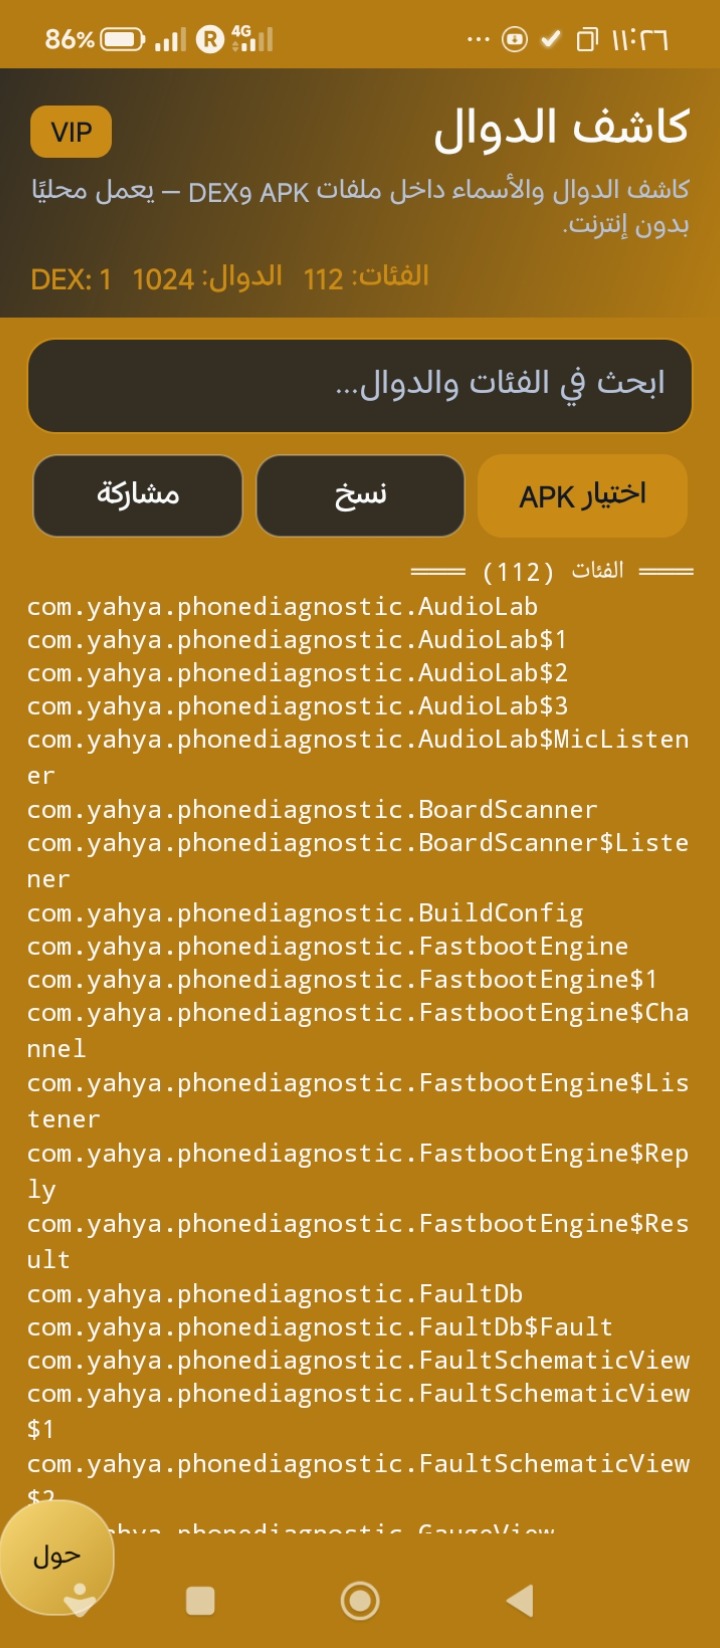 86% R 4G ... ١١:٢٦
كاشف الدوال
VIP
كاشف الدوال والأسماء داخل ملفات APK وDEX — يعمل محليًا
بدون إنترنت.
الفئات: 112 الدوال: 1024 DEX: 1
ابحث في الفئات والدوال...
اختيار APK
نسخ
مشاركة
═══ الفئات (112) ═══
com.yahya.phonediagnostic.AudioLab
com.yahya.phonediagnostic.AudioLab$1
com.yahya.phonediagnostic.AudioLab$2
com.yahya.phonediagnostic.AudioLab$3
com.yahya.phonediagnostic.AudioLab$MicListen
er
com.yahya.phonediagnostic.BoardScanner
com.yahya.phonediagnostic.BoardScanner$Liste
ner
com.yahya.phonediagnostic.BuildConfig
com.yahya.phonediagnostic.FastbootEngine
com.yahya.phonediagnostic.FastbootEngine$1
com.yahya.phonediagnostic.FastbootEngine$Cha
nnel
com.yahya.phonediagnostic.FastbootEngine$Lis
tener
com.yahya.phonediagnostic.FastbootEngine$Rep
ly
com.yahya.phonediagnostic.FastbootEngine$Res
ult
com.yahya.phonediagnostic.FaultDb
com.yahya.phonediagnostic.FaultDb$Fault
com.yahya.phonediagnostic.FaultSchematicView
com.yahya.phonediagnostic.FaultSchematicView
$1
com.yahya.phonediagnostic.FaultSchematicView
$2
حول